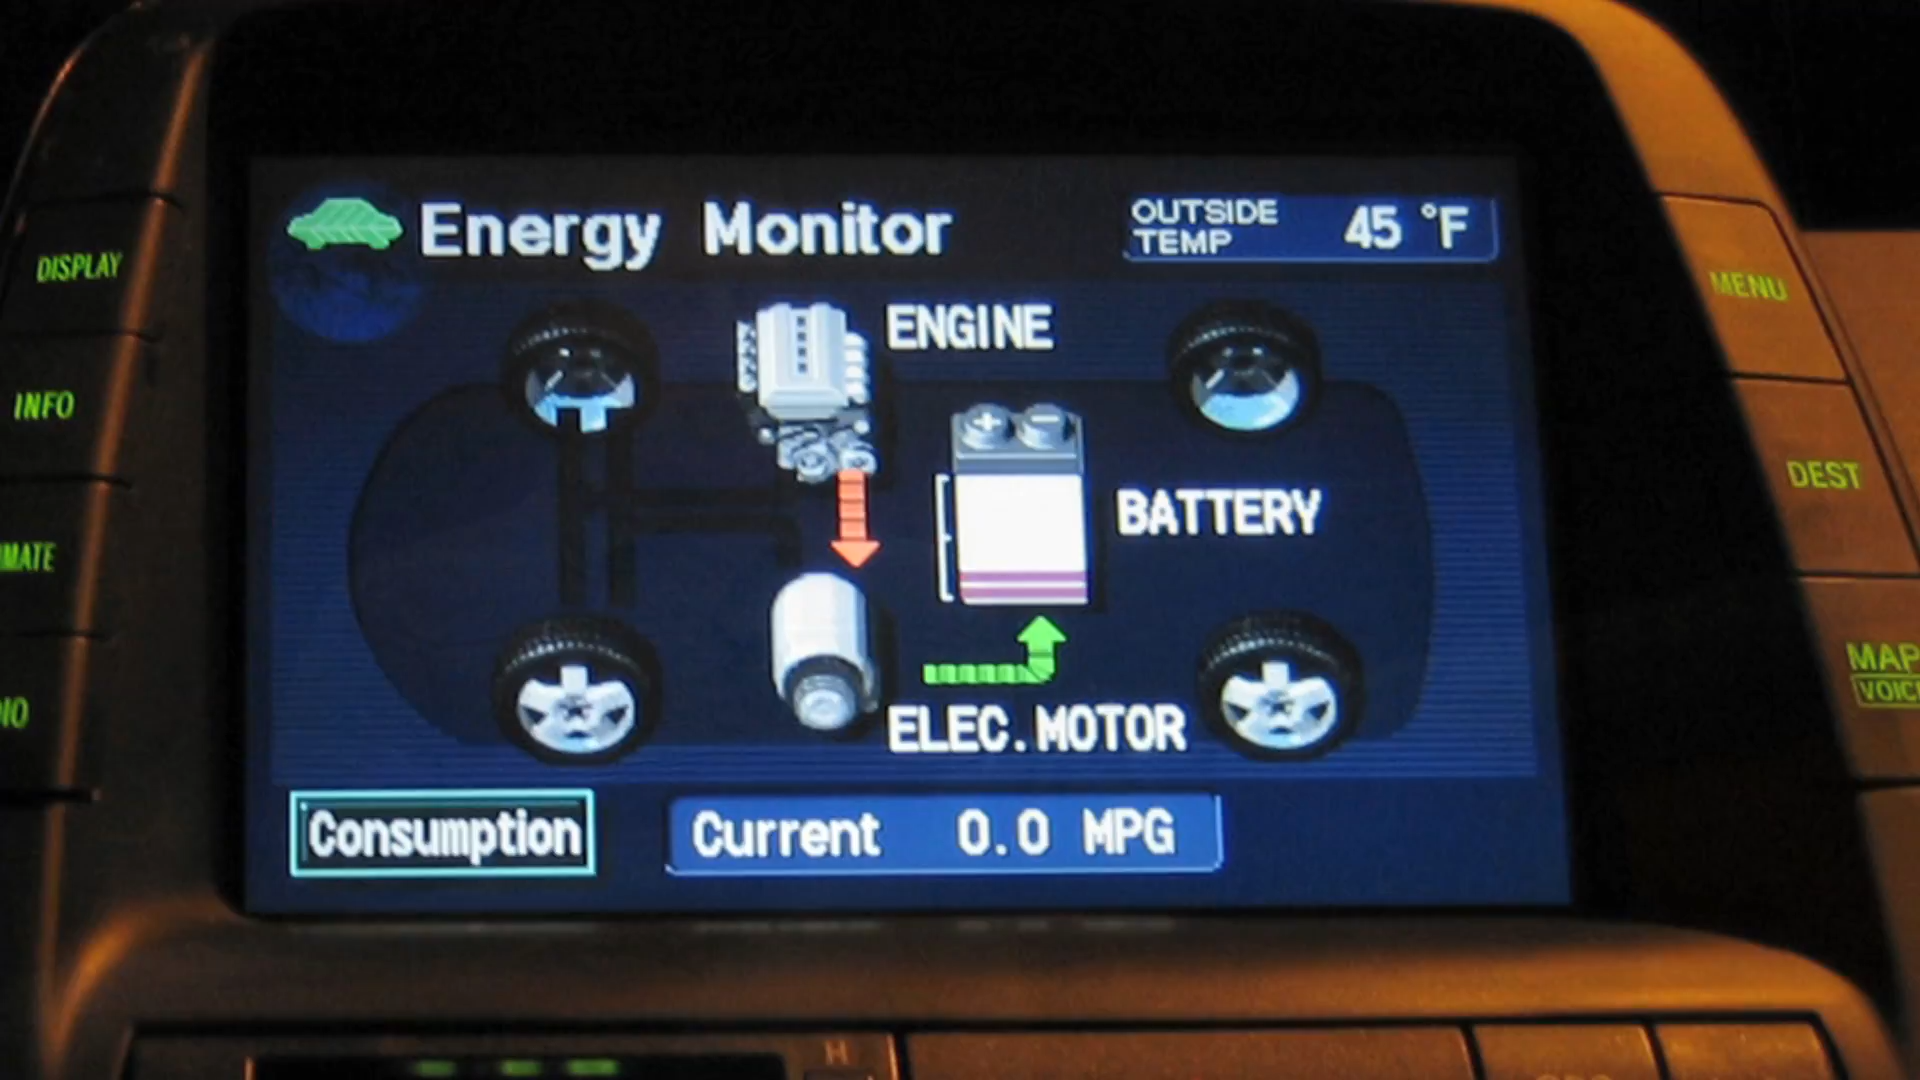 Energy Monitor
OUTSIDE TEMP 45 °F
DISPLAY
INFO
MATE
IO
ENGINE
BATTERY
ELEC.MOTOR
Consumption
Current 0.0 MPG
MENU
DEST
MAP
VOICE
H